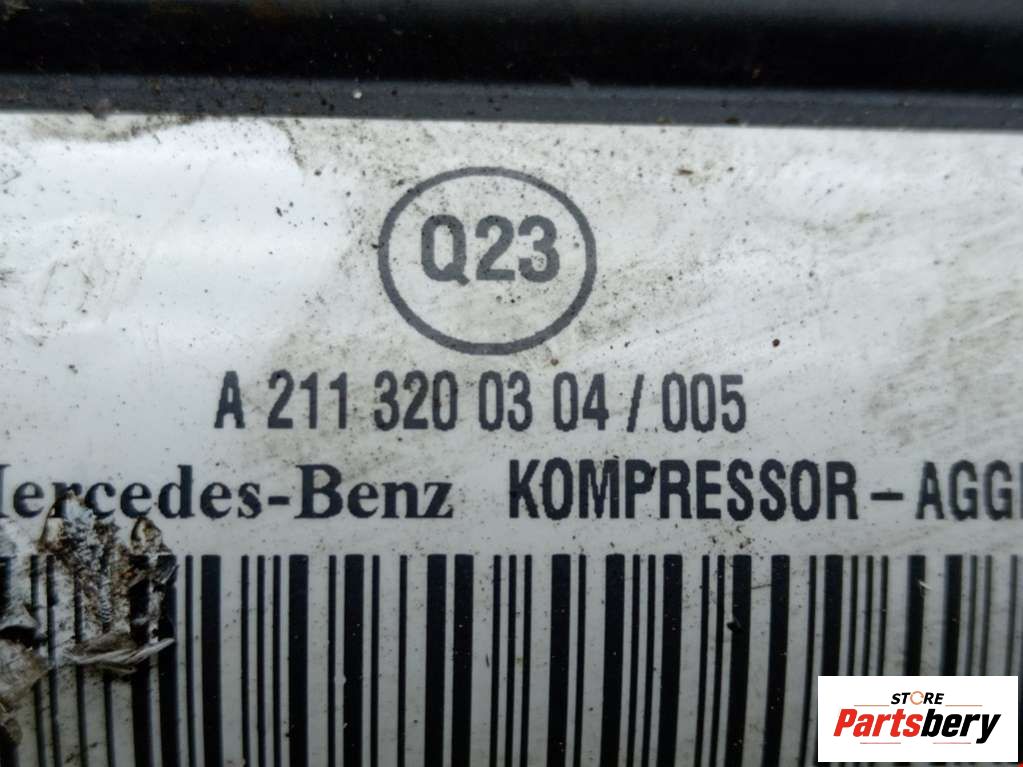 Q23
A 211 320 03 04 / 005
Mercedes-Benz KOMPRESSOR-AGG
STORE
Partsbery